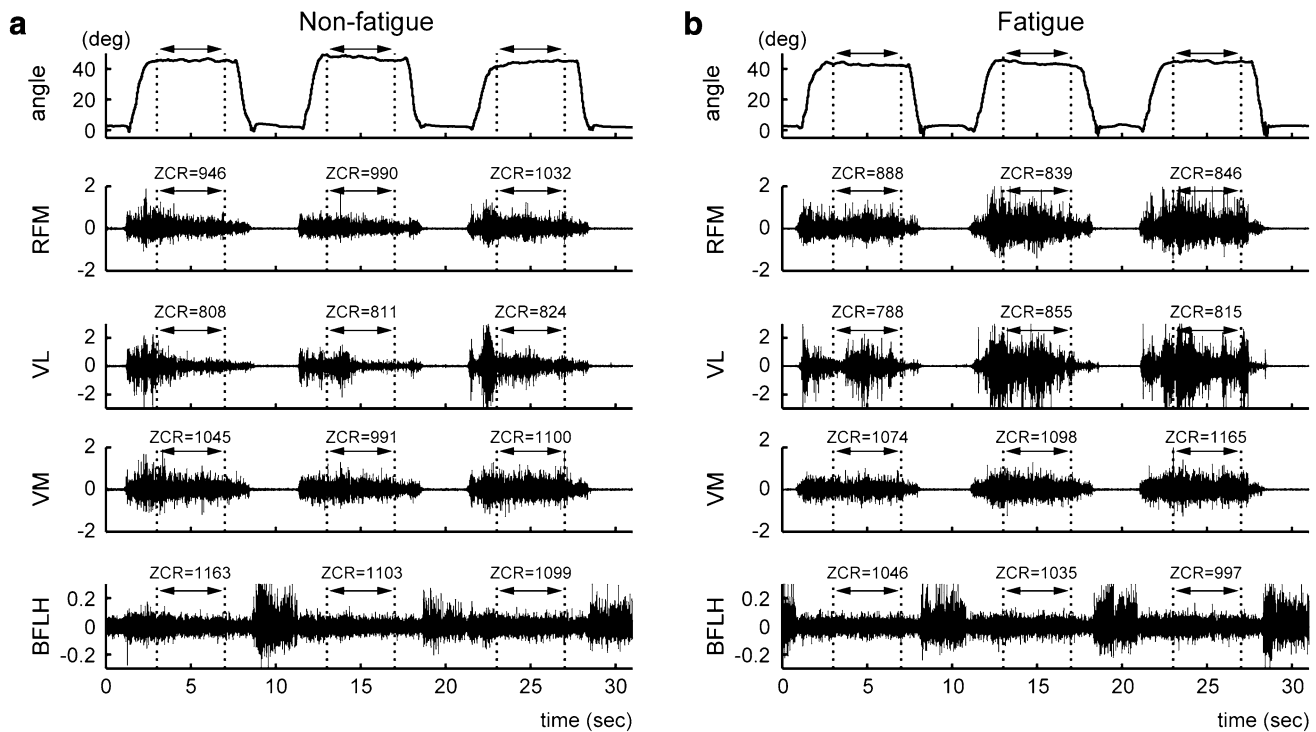 a Non-fatigue
(deg)
angle
40
20
0
ZCR=946 ZCR=990 ZCR=1032
RFM
2
0
-2
ZCR=808 ZCR=811 ZCR=824
VL
2
0
-2
ZCR=1045 ZCR=991 ZCR=1100
VM
2
0
-2
ZCR=1163 ZCR=1103 ZCR=1099
BFLH
0.2
0
-0.2
0 5 10 15 20 25 30
time (sec)
b Fatigue
(deg)
angle
40
20
0
ZCR=888 ZCR=839 ZCR=846
RFM
2
0
-2
ZCR=788 ZCR=855 ZCR=815
VL
2
0
-2
ZCR=1074 ZCR=1098 ZCR=1165
VM
2
0
-2
ZCR=1046 ZCR=1035 ZCR=997
BFLH
0.2
0
-0.2
0 5 10 15 20 25 30
time (sec)